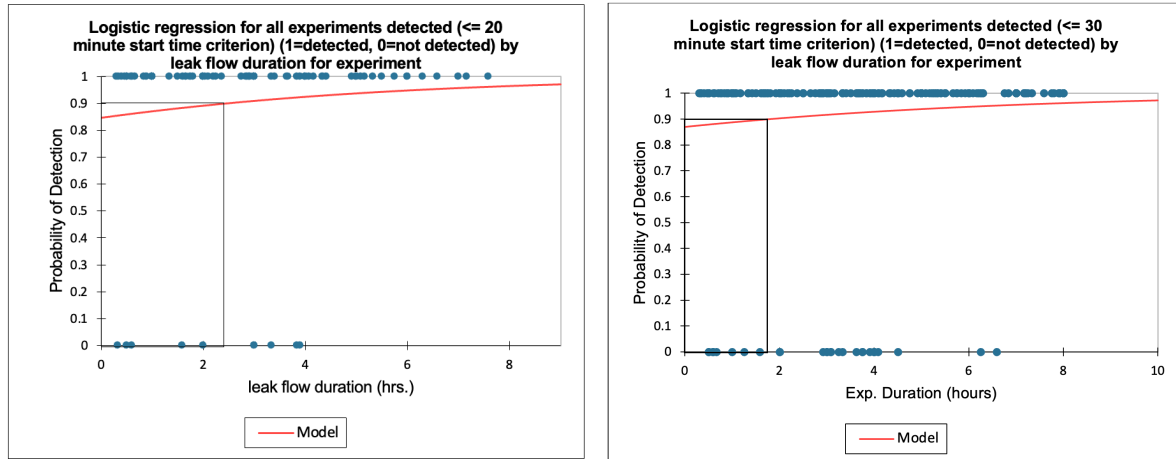 Logistic regression for all experiments detected (<= 20
minute start time criterion) (1=detected, 0=not detected) by
leak flow duration for experiment
1
0.9
0.8
0.7
0.6
0.5
0.4
0.3
0.2
0.1
0
Probability of Detection
0 2 4 6 8
leak flow duration (hrs.)
Model
Logistic regression for all experiments detected (<= 30
minute start time criterion) (1=detected, 0=not detected) by
leak flow duration for experiment
1
0.9
0.8
0.7
0.6
0.5
0.4
0.3
0.2
0.1
0
Probability of Detection
0 2 4 6 8 10
Exp. Duration (hours)
Model